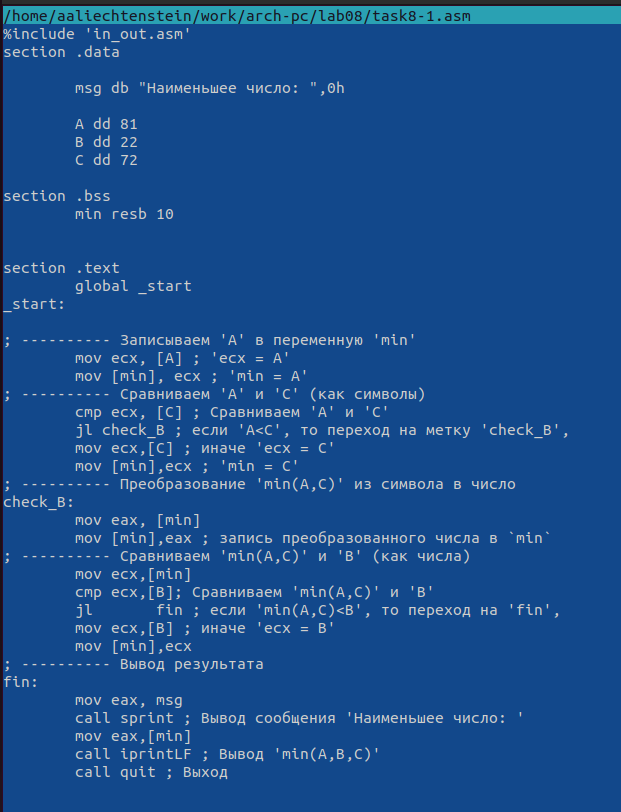 /home/aaliechtenstein/work/arch-pc/lab08/task8-1.asm
%include 'in_out.asm'
section .data
msg db "Наименьшее число: ",0h
A dd 81
B dd 22
C dd 72
section .bss
min resb 10
section .text
global _start
_start:
; ---------- Записываем 'A' в переменную 'min'
mov ecx, [A] ; 'ecx = A'
mov [min], ecx ; 'min = A'
; ---------- Сравниваем 'A' и 'С' (как символы)
cmp ecx, [C] ; Сравниваем 'A' и 'С'
jl check_B ; если 'A<C', то переход на метку 'check_B',
mov ecx,[C] ; иначе 'ecx = C'
mov [min],ecx ; 'min = C'
; ---------- Преобразование 'min(A,C)' из символа в число
check_B:
mov eax, [min]
mov [min],eax ; запись преобразованного числа в `min`
; ---------- Сравниваем 'min(A,C)' и 'B' (как числа)
mov ecx,[min]
cmp ecx,[B]; Сравниваем 'min(A,C)' и 'B'
jl fin ; если 'min(A,C)<B', то переход на 'fin',
mov ecx,[B] ; иначе 'ecx = B'
mov [min],ecx
; ---------- Вывод результата
fin:
mov eax, msg
call sprint ; Вывод сообщения 'Наименьшее число: '
mov eax,[min]
call iprintLF ; Вывод 'min(A,B,C)'
call quit ; Выход